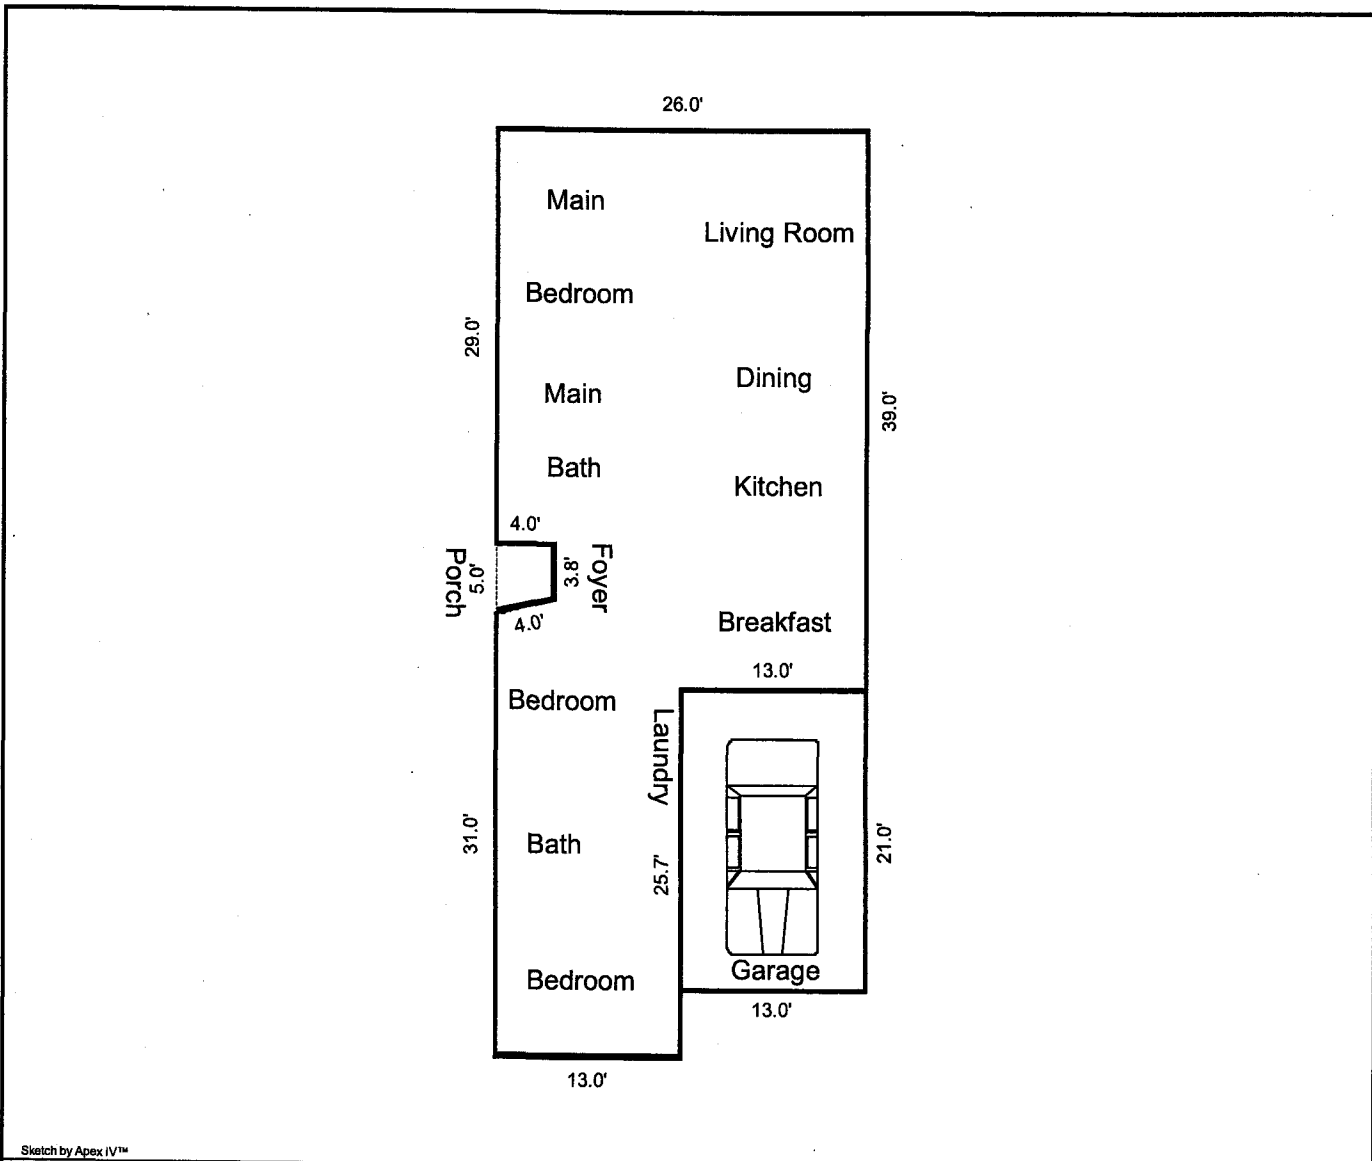 26.0'
Main
Living Room
Bedroom
29.0'
Dining
Main
39.0'
Bath
Kitchen
4.0'
Porch
5.0'
3.8'
Foyer
4.0'
Breakfast
13.0'
Bedroom
Laundry
31.0'
Bath
25.7'
21.0'
Garage
Bedroom
13.0'
13.0'
Sketch by Apex IV™